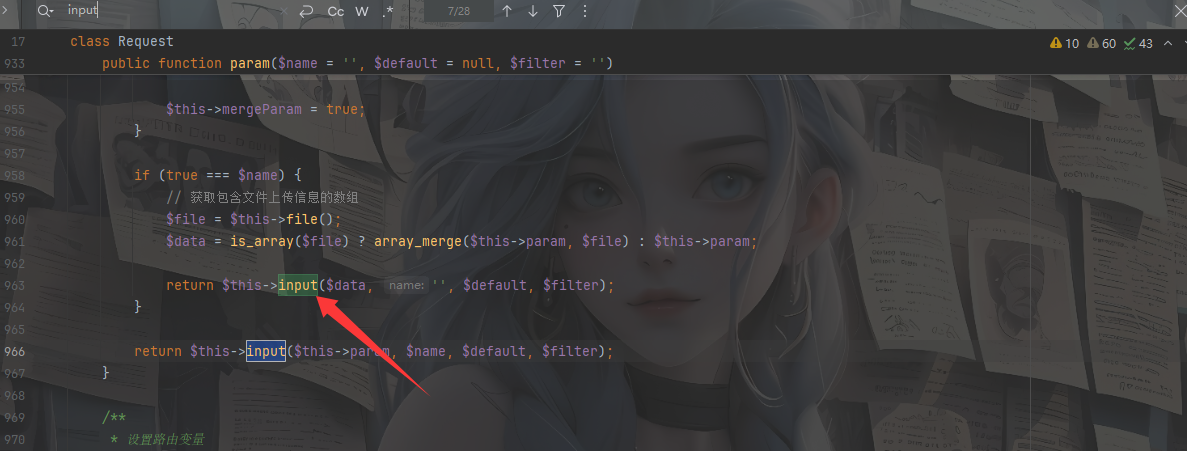 input Cc W .* 7/28
17 class Request 10 60 43
933 public function param($name = '', $default = null, $filter = '')
954
955 $this->mergeParam = true;
956 }
957
958 if (true === $name) {
959 // 获取包含文件上传信息的数组
960 $file = $this->file();
961 $data = is_array($file) ? array_merge($this->param, $file) : $this->param;
962
963 return $this->input($data, name: '', $default, $filter);
964 }
965
966 return $this->input($this->param, $name, $default, $filter);
967 }
968
969 /**
970 * 设置路由变量